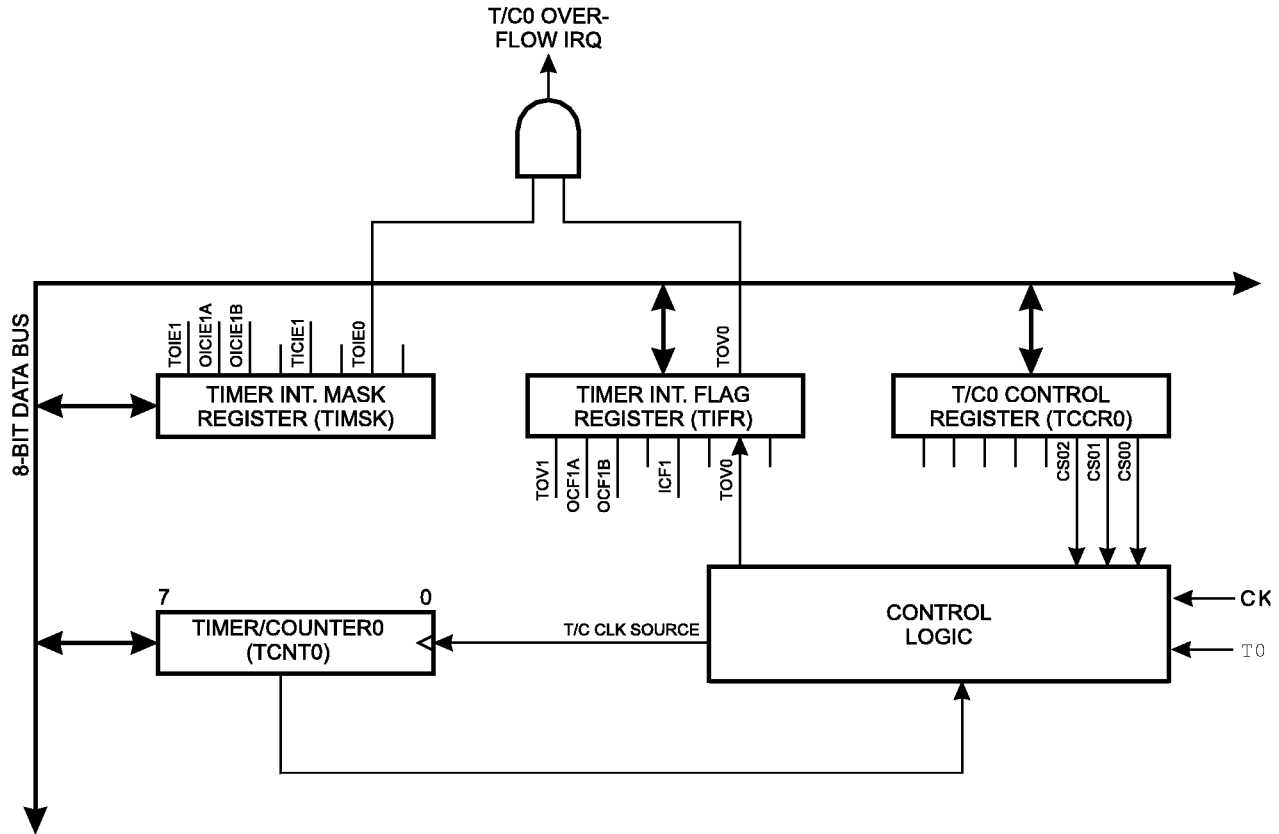 T/C0 OVER-
FLOW IRQ
8-BIT DATA BUS
TOIE1
OICIE1A
OICIE1B
TICIE1
TOIE0
TOV0
TIMER INT. MASK
REGISTER (TIMSK)
TIMER INT. FLAG
REGISTER (TIFR)
T/C0 CONTROL
REGISTER (TCCR0)
TOV1
OCF1A
OCF1B
ICF1
TOV0
CS02
CS01
CS00
7
0
TIMER/COUNTER0
(TCNT0)
T/C CLK SOURCE
CONTROL
LOGIC
CK
T0